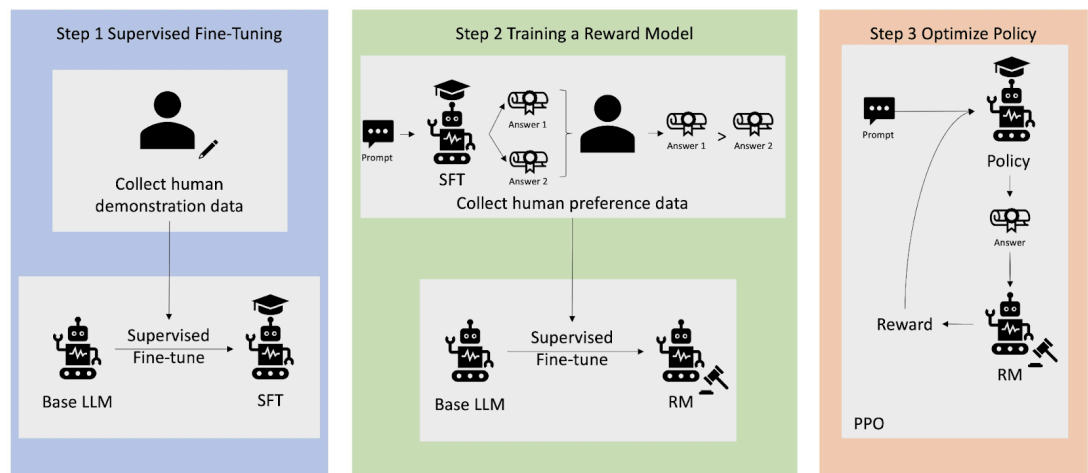 Step 1 Supervised Fine-Tuning
Collect human
demonstration data
Supervised
Fine-tune
Base LLM
SFT
Step 2 Training a Reward Model
Prompt
SFT
Answer 1
Answer 2
Answer 1
>
Answer 2
Collect human preference data
Supervised
Fine-tune
Base LLM
RM
Step 3 Optimize Policy
Prompt
Policy
Answer
Reward
RM
PPO